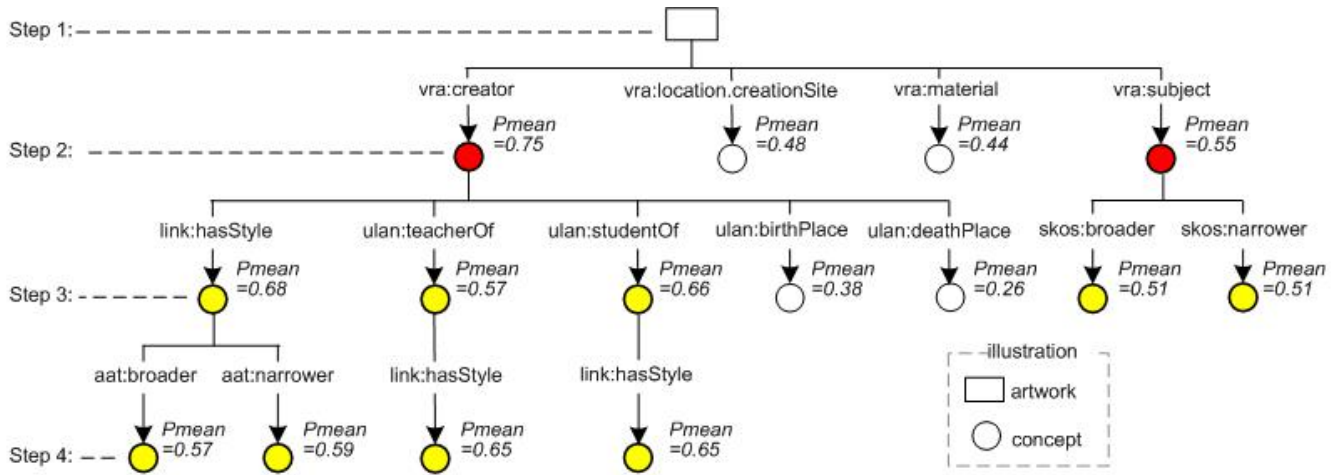 Step 1:
vra:creator
vra:location.creationSite
vra:material
vra:subject
Step 2:
Pmean
=0.75
Pmean
=0.48
Pmean
=0.44
Pmean
=0.55
link:hasStyle
ulan:teacherOf
ulan:studentOf
ulan:birthPlace
ulan:deathPlace
skos:broader
skos:narrower
Step 3:
Pmean
=0.68
Pmean
=0.57
Pmean
=0.66
Pmean
=0.38
Pmean
=0.26
Pmean
=0.51
Pmean
=0.51
aat:broader
aat:narrower
link:hasStyle
link:hasStyle
Step 4:
Pmean
=0.57
Pmean
=0.59
Pmean
=0.65
Pmean
=0.65
illustration
artwork
concept